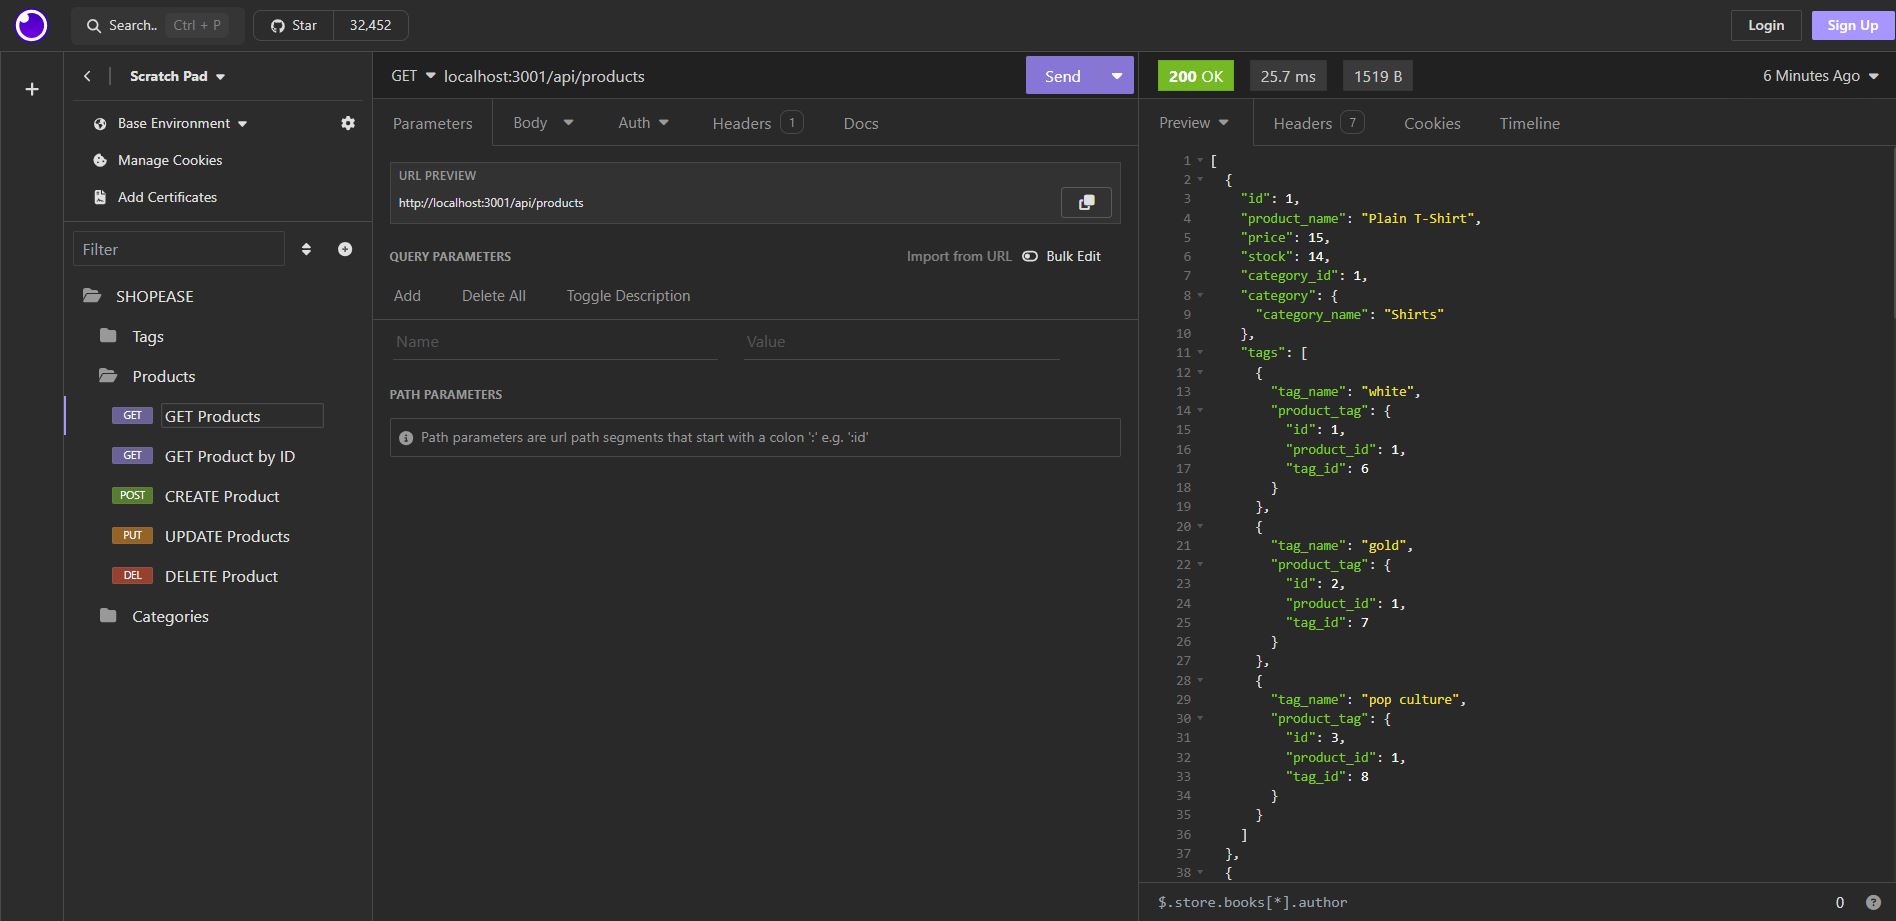 Search.. Ctrl + P Star 32,452 Login Sign Up
Scratch Pad
Base Environment
Manage Cookies
Add Certificates
Filter
SHOPEASE
Tags
Products
GET GET Products
GET GET Product by ID
POST CREATE Product
PUT UPDATE Products
DEL DELETE Product
Categories
GET localhost:3001/api/products Send
Parameters Body Auth Headers 1 Docs
URL PREVIEW
http://localhost:3001/api/products
QUERY PARAMETERS Import from URL Bulk Edit
Add Delete All Toggle Description
Name Value
PATH PARAMETERS
Path parameters are url path segments that start with a colon ':' e.g. ':id'
200 OK 25.7 ms 1519 B 6 Minutes Ago
Preview Headers 7 Cookies Timeline
1 [
2 {
3 "id": 1,
4 "product_name": "Plain T-Shirt",
5 "price": 15,
6 "stock": 14,
7 "category_id": 1,
8 "category": {
9 "category_name": "Shirts"
10 },
11 "tags": [
12 {
13 "tag_name": "white",
14 "product_tag": {
15 "id": 1,
16 "product_id": 1,
17 "tag_id": 6
18 }
19 },
20 {
21 "tag_name": "gold",
22 "product_tag": {
23 "id": 2,
24 "product_id": 1,
25 "tag_id": 7
26 }
27 },
28 {
29 "tag_name": "pop culture",
30 "product_tag": {
31 "id": 3,
32 "product_id": 1,
33 "tag_id": 8
34 }
35 }
36 ]
37 },
38 {
$.store.books[*].author 0 ?